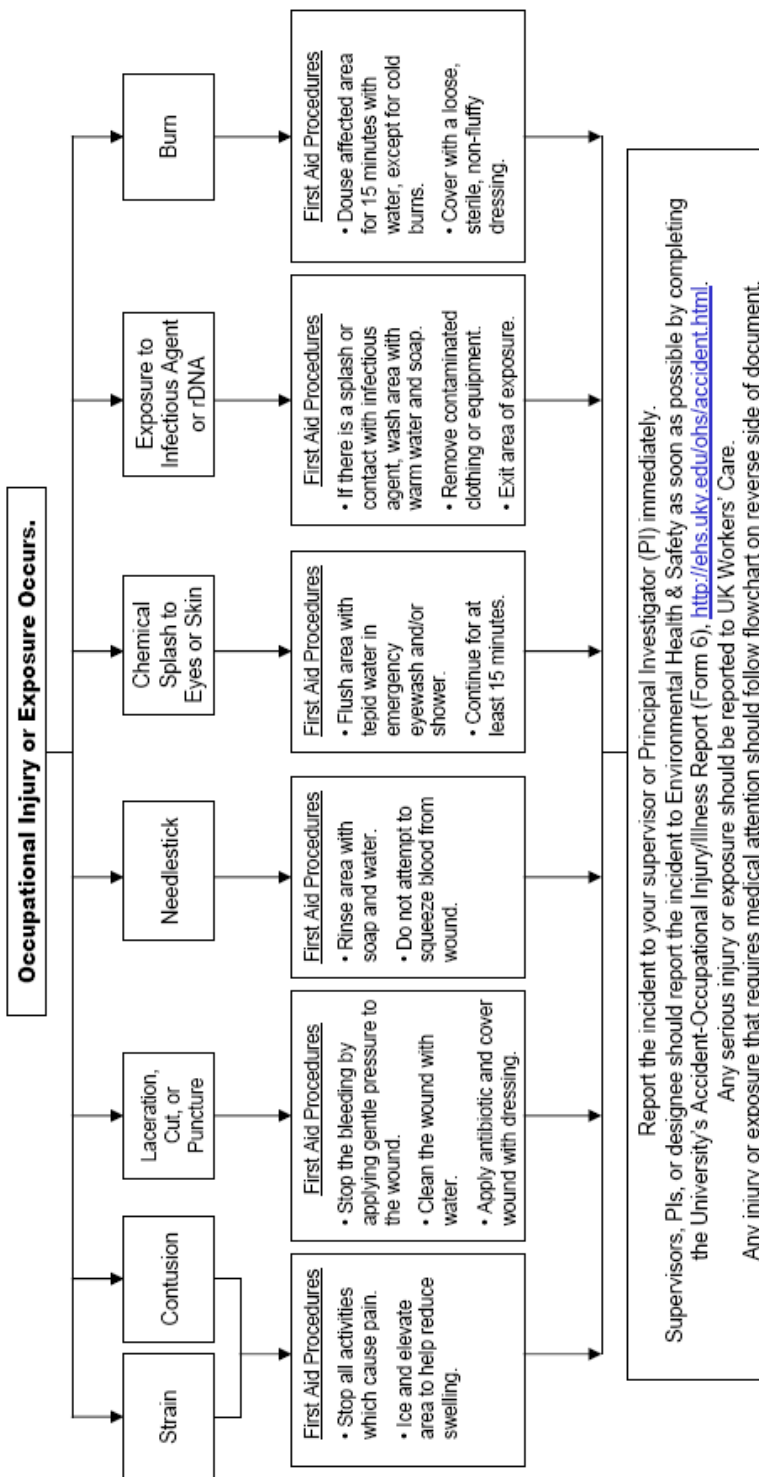 Occupational Injury or Exposure Occurs.
Strain
Contusion
Laceration,
Cut, or
Puncture
Needlestick
Chemical
Splash to
Eyes or Skin
Exposure to
Infectious Agent
or rDNA
Burn
First Aid Procedures
• Stop all activities
which cause pain.
• Ice and elevate
area to help reduce
swelling.
First Aid Procedures
• Stop the bleeding by
applying gentle pressure to
the wound.
• Clean the wound with
water.
• Apply antibiotic and cover
wound with dressing.
First Aid Procedures
• Rinse area with
soap and water.
• Do not attempt to
squeeze blood from
wound.
First Aid Procedures
• Flush area with
tepid water in
emergency
eyewash and/or
shower.
• Continue for at
least 15 minutes.
First Aid Procedures
• If there is a splash or
contact with infectious
agent, wash area with
warm water and soap.
• Remove contaminated
clothing or equipment.
• Exit area of exposure.
First Aid Procedures
• Douse affected area
for 15 minutes with
water, except for cold
burns.
• Cover with a loose,
sterile, non-fluffy
dressing.
Report the incident to your supervisor or Principal Investigator (PI) immediately.
Supervisors, PIs, or designee should report the incident to Environmental Health & Safety as soon as possible by completing
the University's Accident-Occupational Injury/Illness Report (Form 6), http://ehs.uky.edu/ohs/accident.html.
Any serious injury or exposure should be reported to UK Workers' Care.
Any injury or exposure that requires medical attention should follow flowchart on reverse side of document.